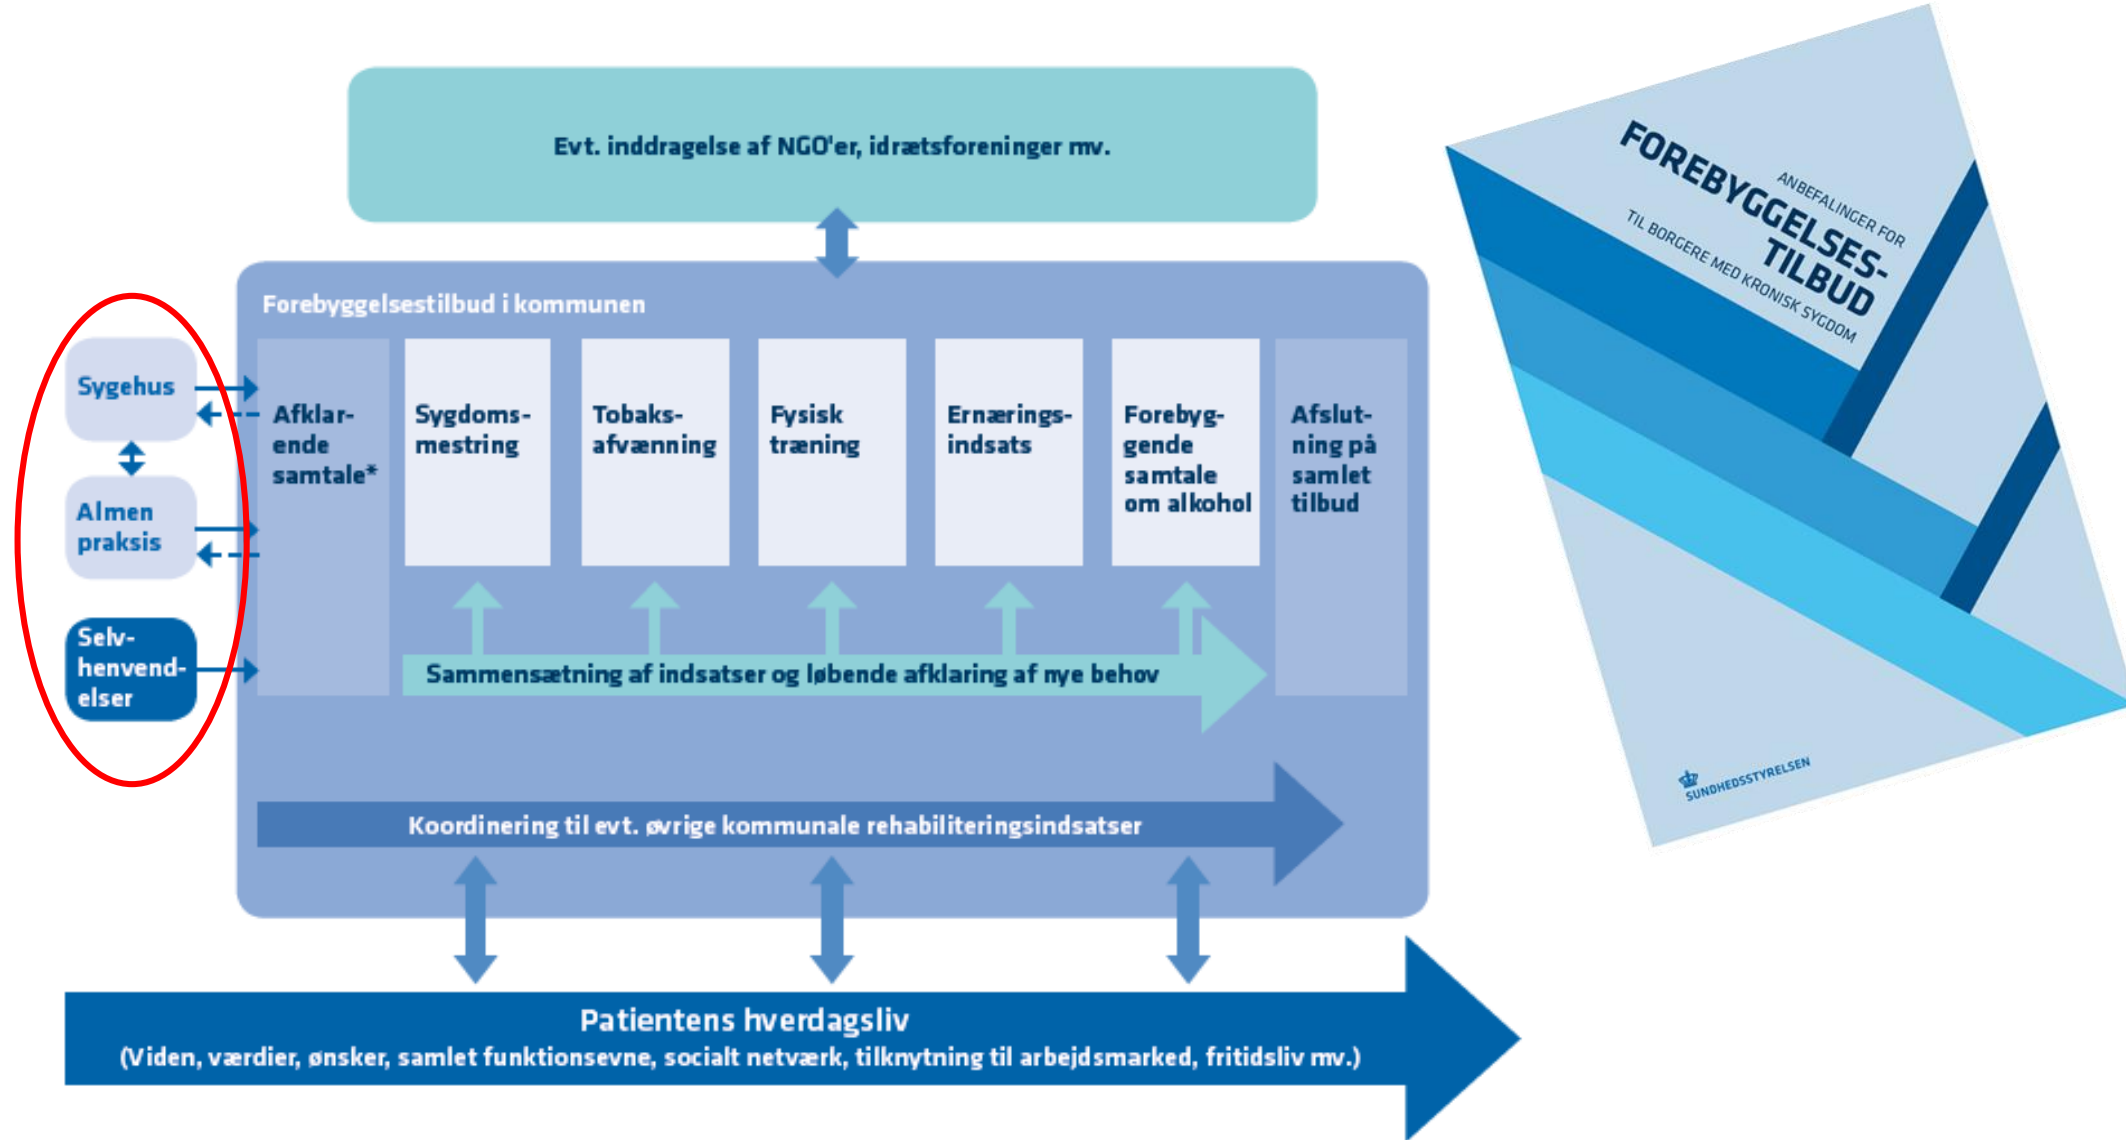 Evt. inddragelse af NGO'er, idrætsforeninger mv.
Forebyggelsestilbud i kommunen
Sygehus
Almen
praksis
Selv-
henvend-
elser
Afklar-
ende
samtale*
Sygdoms-
mestring
Tobaks-
afvænning
Fysisk
træning
Ernærings-
indsats
Forebyg-
gende
samtale
om alkohol
Afslut-
ning på
samlet
tilbud
Sammensætning af indsatser og løbende afklaring af nye behov
Koordinering til evt. øvrige kommunale rehabiliteringsindsatser
Patientens hverdagsliv
(Viden, værdier, ønsker, samlet funktionsevne, socialt netværk, tilknytning til arbejdsmarked, fritidsliv mv.)
ANBEFALINGER FOR
FOREBYGGELSES-
TILBUD
TIL BORGERE MED KRONISK SYGDOM
SUNDHEDSSTYRELSEN